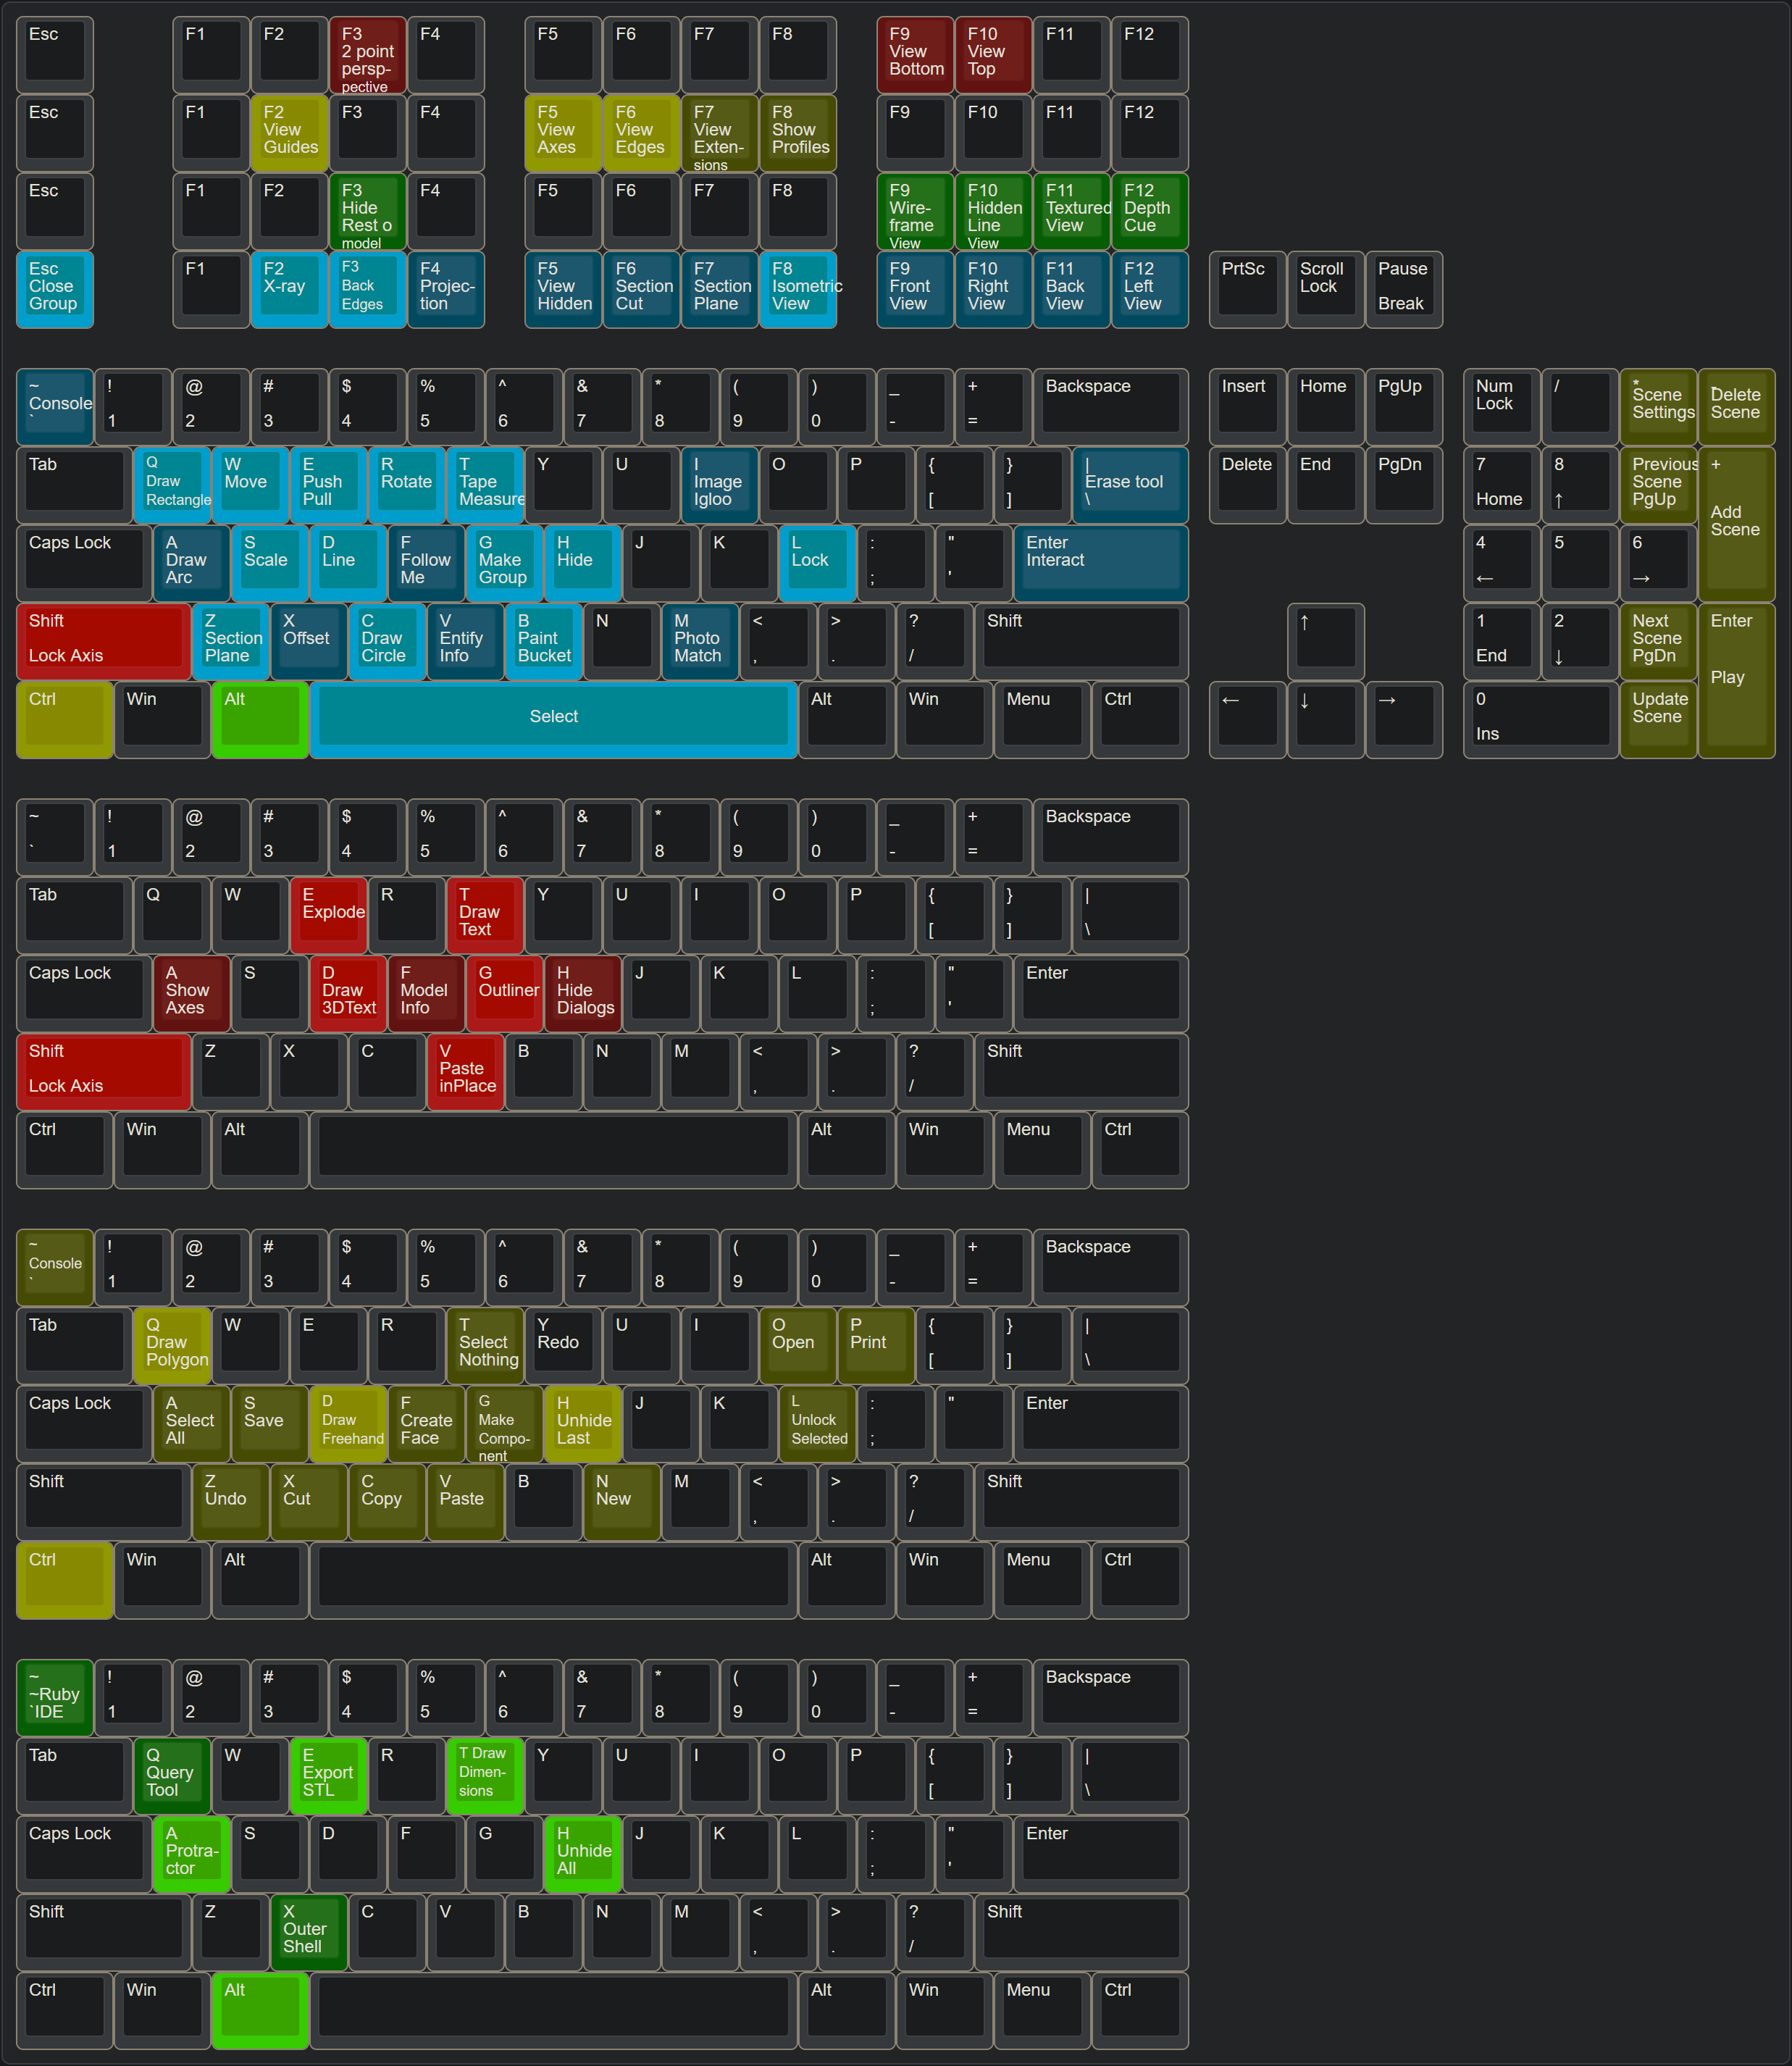 Esc F1 F2 F3 F4 F5 F6 F7 F8 F9 F10 F11 F12
2 point View View
persp- Bottom Top
pective
Esc F1 F2 F3 F4 F5 F6 F7 F8 F9 F10 F11 F12
View View View View Show
Guides Axes Edges Exten- Profiles
sions
Esc F1 F2 F3 F4 F5 F6 F7 F8 F9 F10 F11 F12
Hide Wire- Hidden Textured Depth
Rest o frame Line View Cue
model View View
Esc F1 F2 F3 F4 F5 F6 F7 F8 F9 F10 F11 F12 PrtSc Scroll Pause
Close X-ray Back Projec- View Section Section Isometric Front Right Back Left Lock
Group Edges tion Hidden Cut Plane View View View View View Break
~ ! @ # $ % ^ & * ( ) _ + Backspace Insert Home PgUp Num / * - 
Console Lock Scene Delete
` 1 2 3 4 5 6 7 8 9 0 - = Settings Scene
Tab Q W E R T Y U I O P { } | Delete End PgDn 7 8 Previous +
Draw Move Push Rotate Tape Image Erase tool Scene
Rectangle Pull Measure Igloo [ ] \ Home ↑ PgUp Add
Scene
Caps Lock A S D F G H J K L : " Enter 4 5 6
Draw Scale Line Follow Make Hide Lock Interact
Arc Me Group ; ' ← →
Shift Z X C V B N M < > ? Shift ↑ 1 2 Next Enter
Section Offset Draw Entify Paint Photo Scene
Lock Axis Plane Circle Info Bucket Match , . / End ↓ PgDn Play
Ctrl Win Alt Select Alt Win Menu Ctrl ← ↓ → 0 Update
Ins Scene
~ ! @ # $ % ^ & * ( ) _ + Backspace
` 1 2 3 4 5 6 7 8 9 0 - =
Tab Q W E R T Y U I O P { } |
Explode Draw
Text [ ] \
Caps Lock A S D F G H J K L : " Enter
Show Draw Model Outliner Hide
Axes 3DText Info Dialogs ; '
Shift Z X C V B N M < > ? Shift
Paste
Lock Axis inPlace , . /
Ctrl Win Alt Alt Win Menu Ctrl
~ ! @ # $ % ^ & * ( ) _ + Backspace
Console
` 1 2 3 4 5 6 7 8 9 0 - =
Tab Q W E R T Y U I O P { } |
Draw Select Redo Open Print
Polygon Nothing [ ] \
Caps Lock A S D F G H J K L : " Enter
Select Save Draw Create Make Unhide Unlock
All Freehand Face Compo- Last Selected ; '
nent
Shift Z X C V B N M < > ? Shift
Undo Cut Copy Paste New
, . /
Ctrl Win Alt Alt Win Menu Ctrl
~ ! @ # $ % ^ & * ( ) _ + Backspace
~Ruby
`IDE 1 2 3 4 5 6 7 8 9 0 - =
Tab Q W E R T Draw Y U I O P { } |
Query Export Dimen-
Tool STL sions [ ] \
Caps Lock A S D F G H J K L : " Enter
Protra- Unhide
ctor All ; '
Shift Z X C V B N M < > ? Shift
Outer
Shell , . /
Ctrl Win Alt Alt Win Menu Ctrl